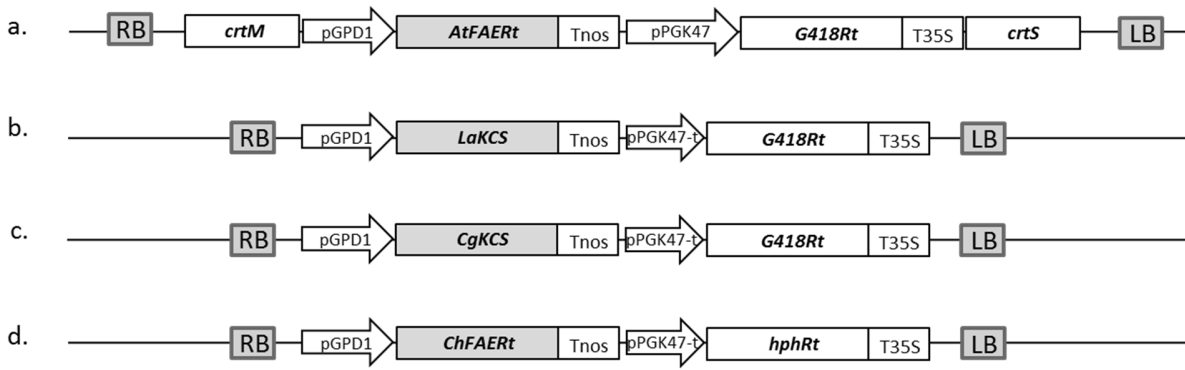 a. RB crtM pGPD1 AtFAERt Tnos pPGK47 G418Rt T35S crtS LB
b. RB pGPD1 LaKCS Tnos pPGK47-t G418Rt T35S LB
c. RB pGPD1 CgKCS Tnos pPGK47-t G418Rt T35S LB
d. RB pGPD1 ChFAERt Tnos pPGK47-t hphRt T35S LB